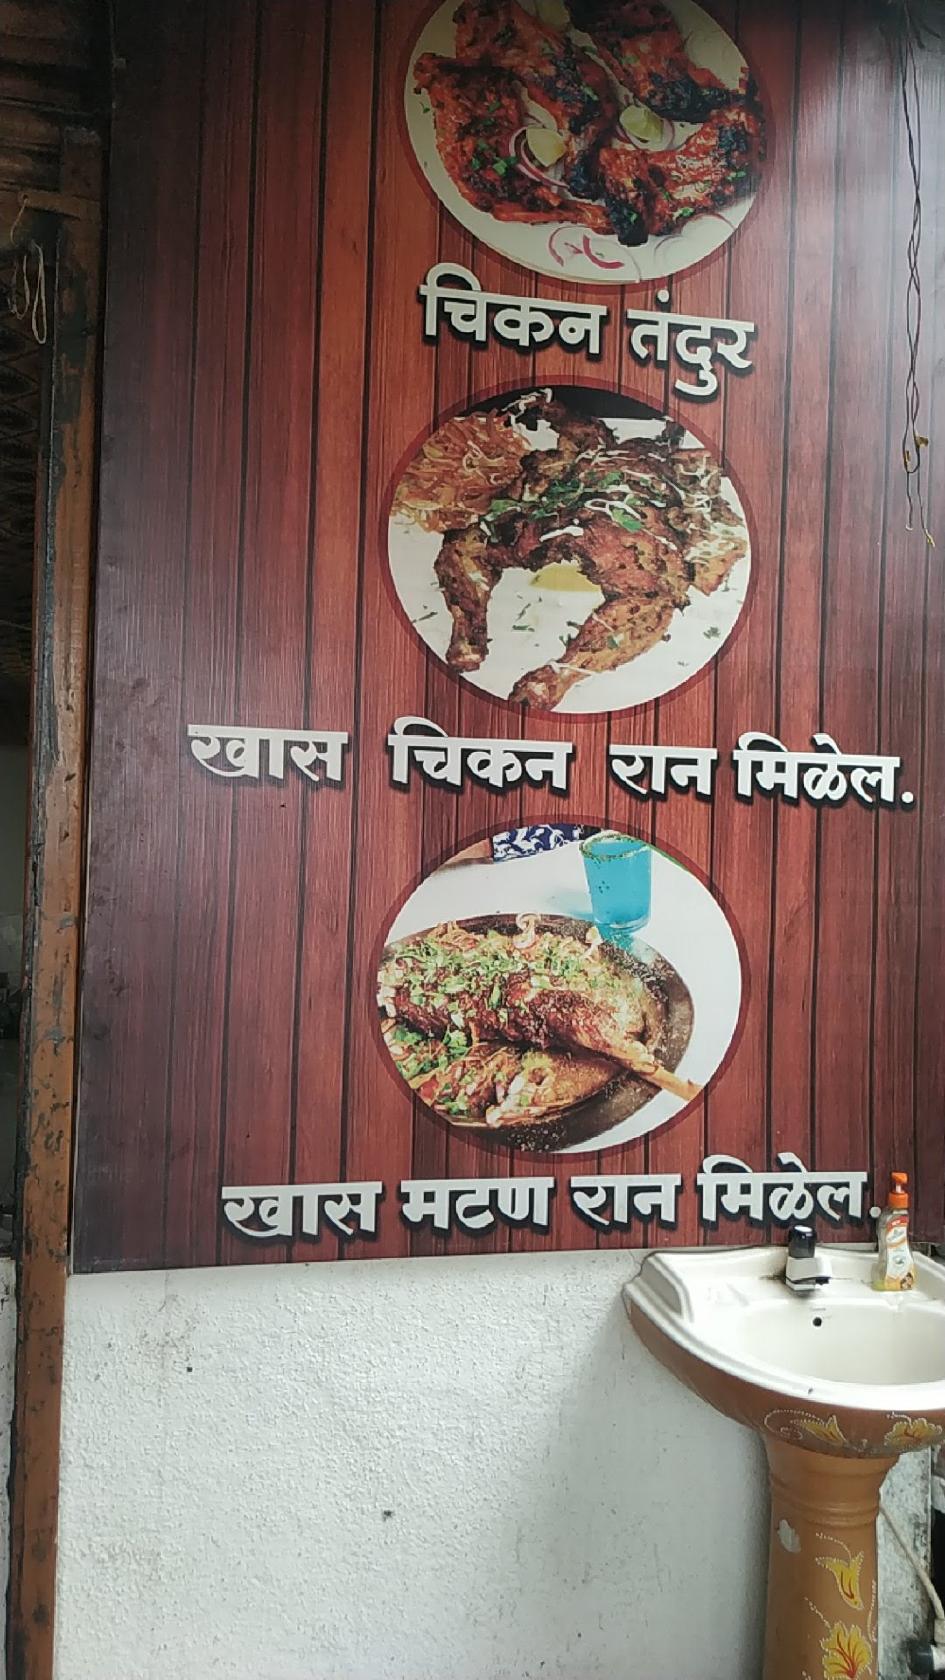 चिकन तंदुर
खास चिकन रान मिळेल.
खास मटण रान मिळेल.